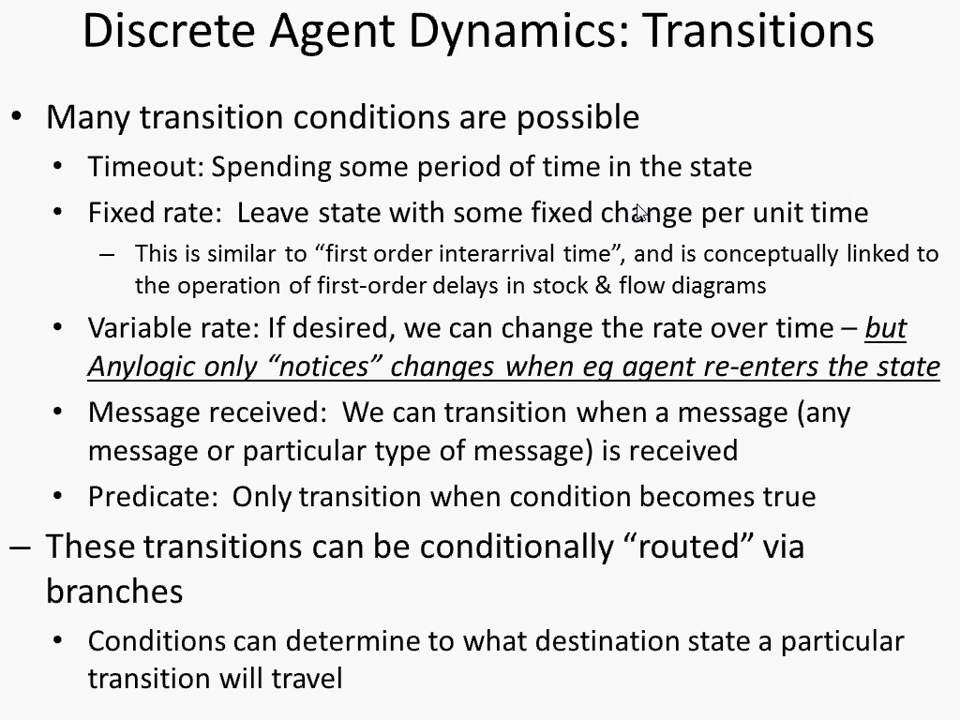 Discrete Agent Dynamics: Transitions
• Many transition conditions are possible
• Timeout: Spending some period of time in the state
• Fixed rate: Leave state with some fixed change per unit time
– This is similar to “first order interarrival time”, and is conceptually linked to
the operation of first-order delays in stock & flow diagrams
• Variable rate: If desired, we can change the rate over time – but
Anylogic only “notices” changes when eg agent re-enters the state
• Message received: We can transition when a message (any
message or particular type of message) is received
• Predicate: Only transition when condition becomes true
– These transitions can be conditionally “routed” via
branches
• Conditions can determine to what destination state a particular
transition will travel